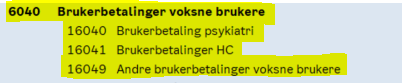 6040 Brukerbetalinger voksne brukere
16040 Brukerbetaling psykiatri
16041 Brukerbetalinger HC
16049 Andre brukerbetalinger voksne brukere